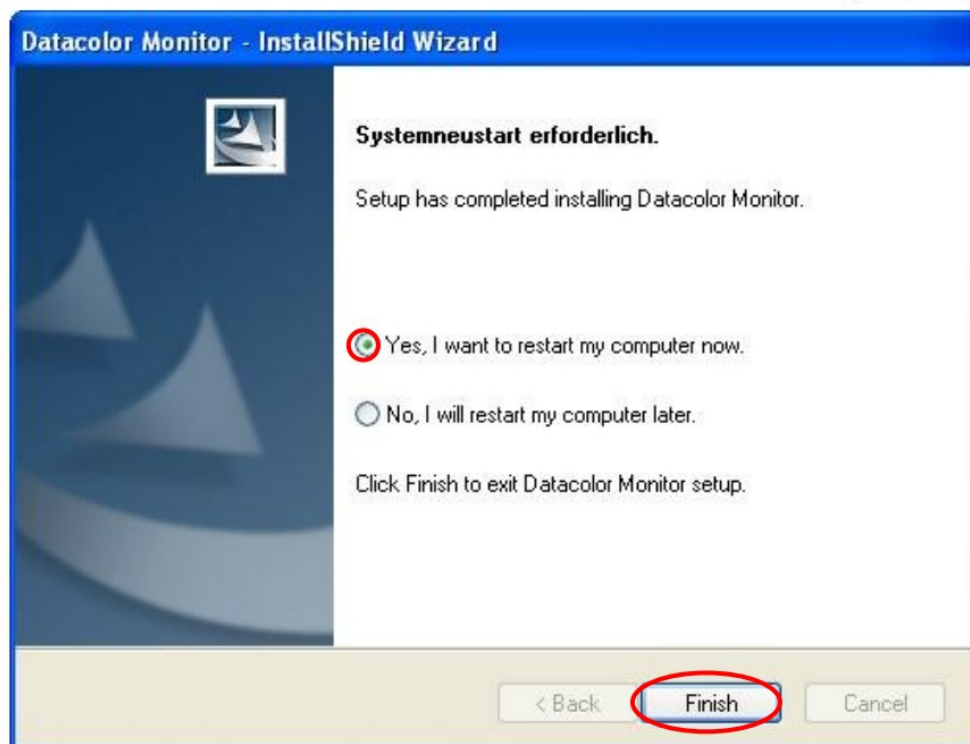 Datacolor Monitor - InstallShield Wizard
Systemneustart erforderlich.
Setup has completed installing Datacolor Monitor.
Yes, I want to restart my computer now.
No, I will restart my computer later.
Click Finish to exit Datacolor Monitor setup.
< Back
Finish
Cancel